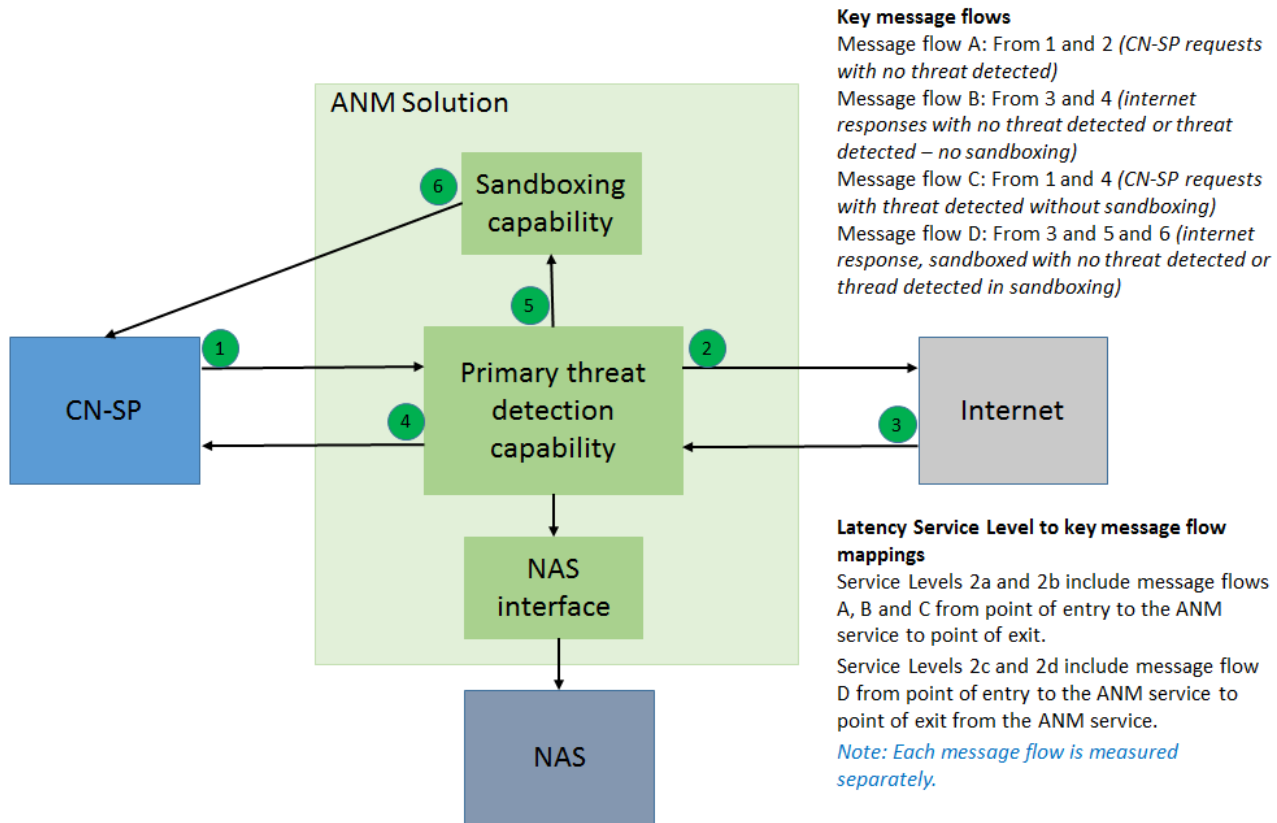 Key message flows
Message flow A: From 1 and 2 (CN-SP requests
with no threat detected)
Message flow B: From 3 and 4 (internet
responses with no threat detected or threat
detected – no sandboxing)
Message flow C: From 1 and 4 (CN-SP requests
with threat detected without sandboxing)
Message flow D: From 3 and 5 and 6 (internet
response, sandboxed with no threat detected or
thread detected in sandboxing)
ANM Solution
6
Sandboxing
capability
5
1
2
CN-SP
Primary threat
detection
capability
Internet
4
3
NAS
interface
NAS
Latency Service Level to key message flow
mappings
Service Levels 2a and 2b include message flows
A, B and C from point of entry to the ANM
service to point of exit.
Service Levels 2c and 2d include message flow
D from point of entry to the ANM service to
point of exit from the ANM service.
Note: Each message flow is measured
separately.